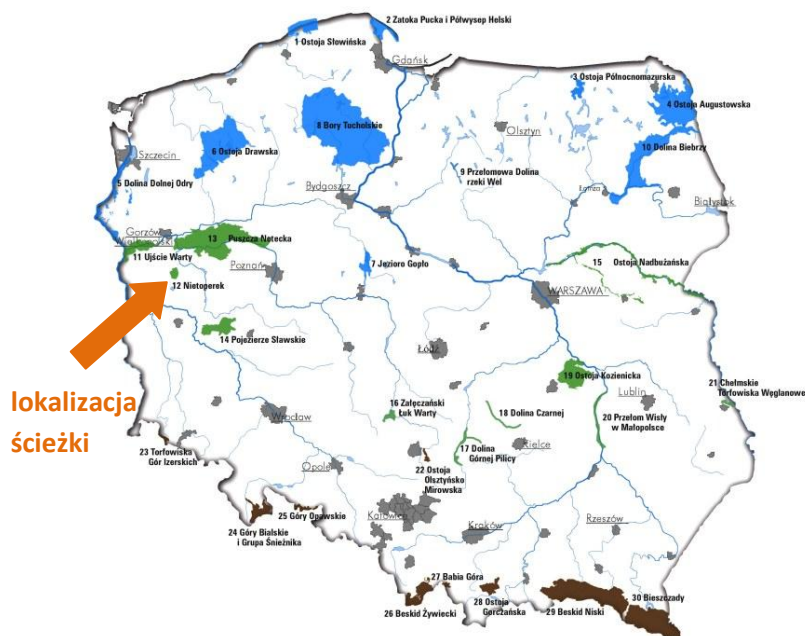 2 Zatoka Pucka i Półwysep Helski
1 Ostoja Słowińska
Gdańsk
3 Ostoja Północnomazurska
4 Ostoja Augustowska
8 Bory Tucholskie
Olsztyn
6 Ostoja Drawska
10 Dolina Biebrzy
Szczecin
9 Przełomowa Dolina
rzeki Wel
5 Dolina Dolnej Odry
Bydgoszcz
Łomża
Białystok
Gorzów
Wielkopolski
13 Puszcza Notecka
11 Ujście Warty
Poznań
7 Jezioro Gopło
15 Ostoja Nadbużańska
12 Nietoperek
WARSZAWA
14 Pojezierze Sławskie
Łódź
19 Ostoja Kozienicka
lokalizacja
ścieżki
16 Załęczański
Łuk Warty
18 Dolina Czarnej
Lublin
21 Chełmskie
Torfowiska Węglanowe
Wrocław
20 Przełom Wisły
w Małopolsce
23 Torfowiska
Gór Izerskich
17 Dolina
Górnej Pilicy
Kielce
Opole
22 Ostoja
Olsztyńsko
Mirowska
25 Góry Opawskie
Katowice
Kraków
Rzeszów
24 Góry Bialskie
i Grupa Śnieżnika
27 Babia Góra
26 Beskid Żywiecki
28 Ostoja
Gorczańska
29 Beskid Niski
30 Bieszczady